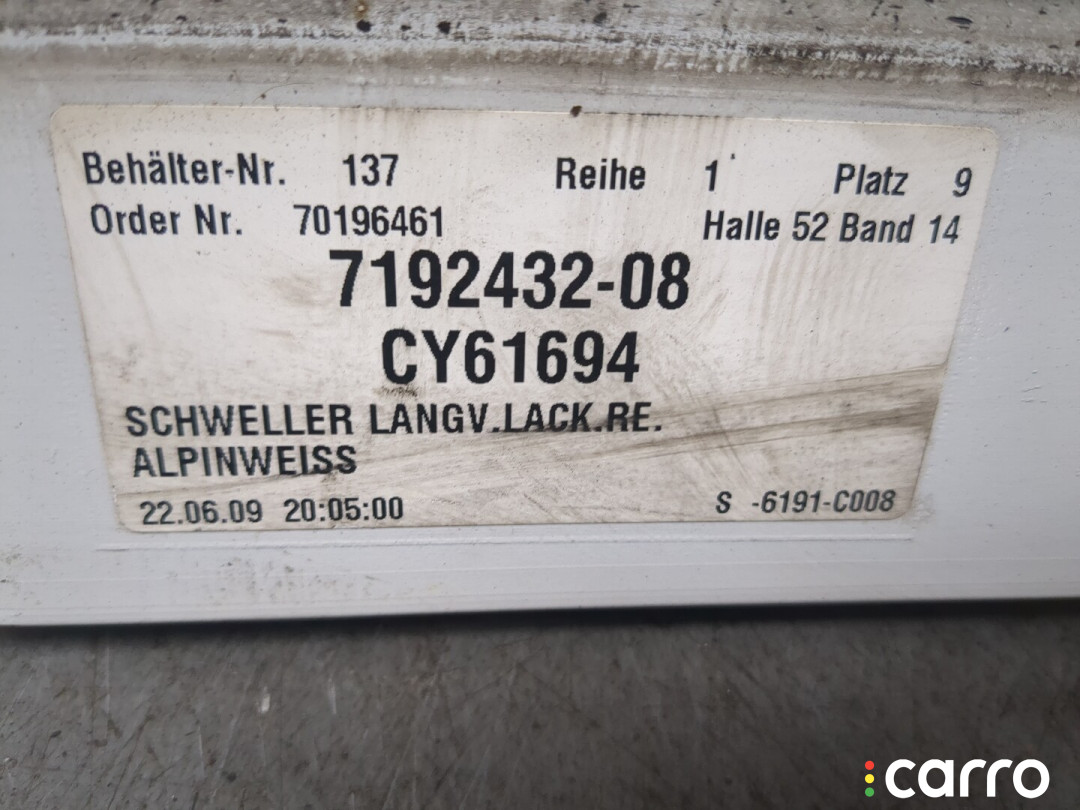 Behälter-Nr. 137 Reihe 1 Platz 9
Order Nr. 70196461 Halle 52 Band 14
7192432-08
CY61694
SCHWELLER LANGV.LACK.RE.
ALPINWEISS
22.06.09 20:05:00 S -6191-C008
carro